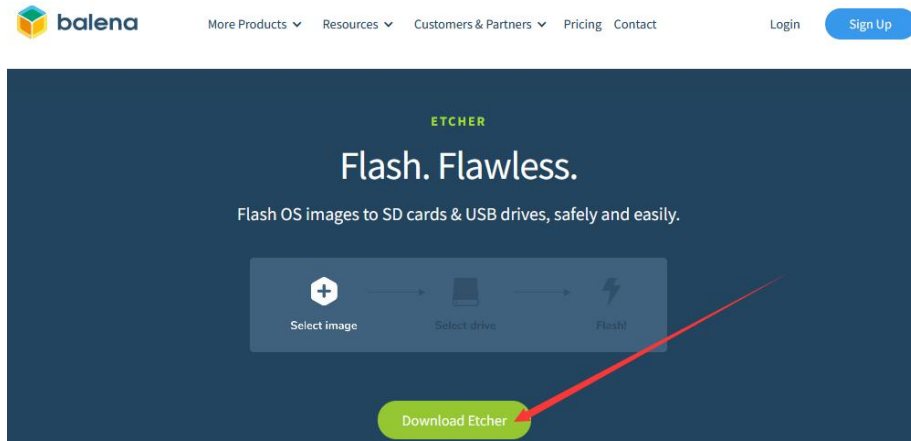 balena More Products Resources Customers & Partners Pricing Contact Login Sign Up
ETCHER
Flash. Flawless.
Flash OS images to SD cards & USB drives, safely and easily.
Select image Select drive Flash!
Download Etcher